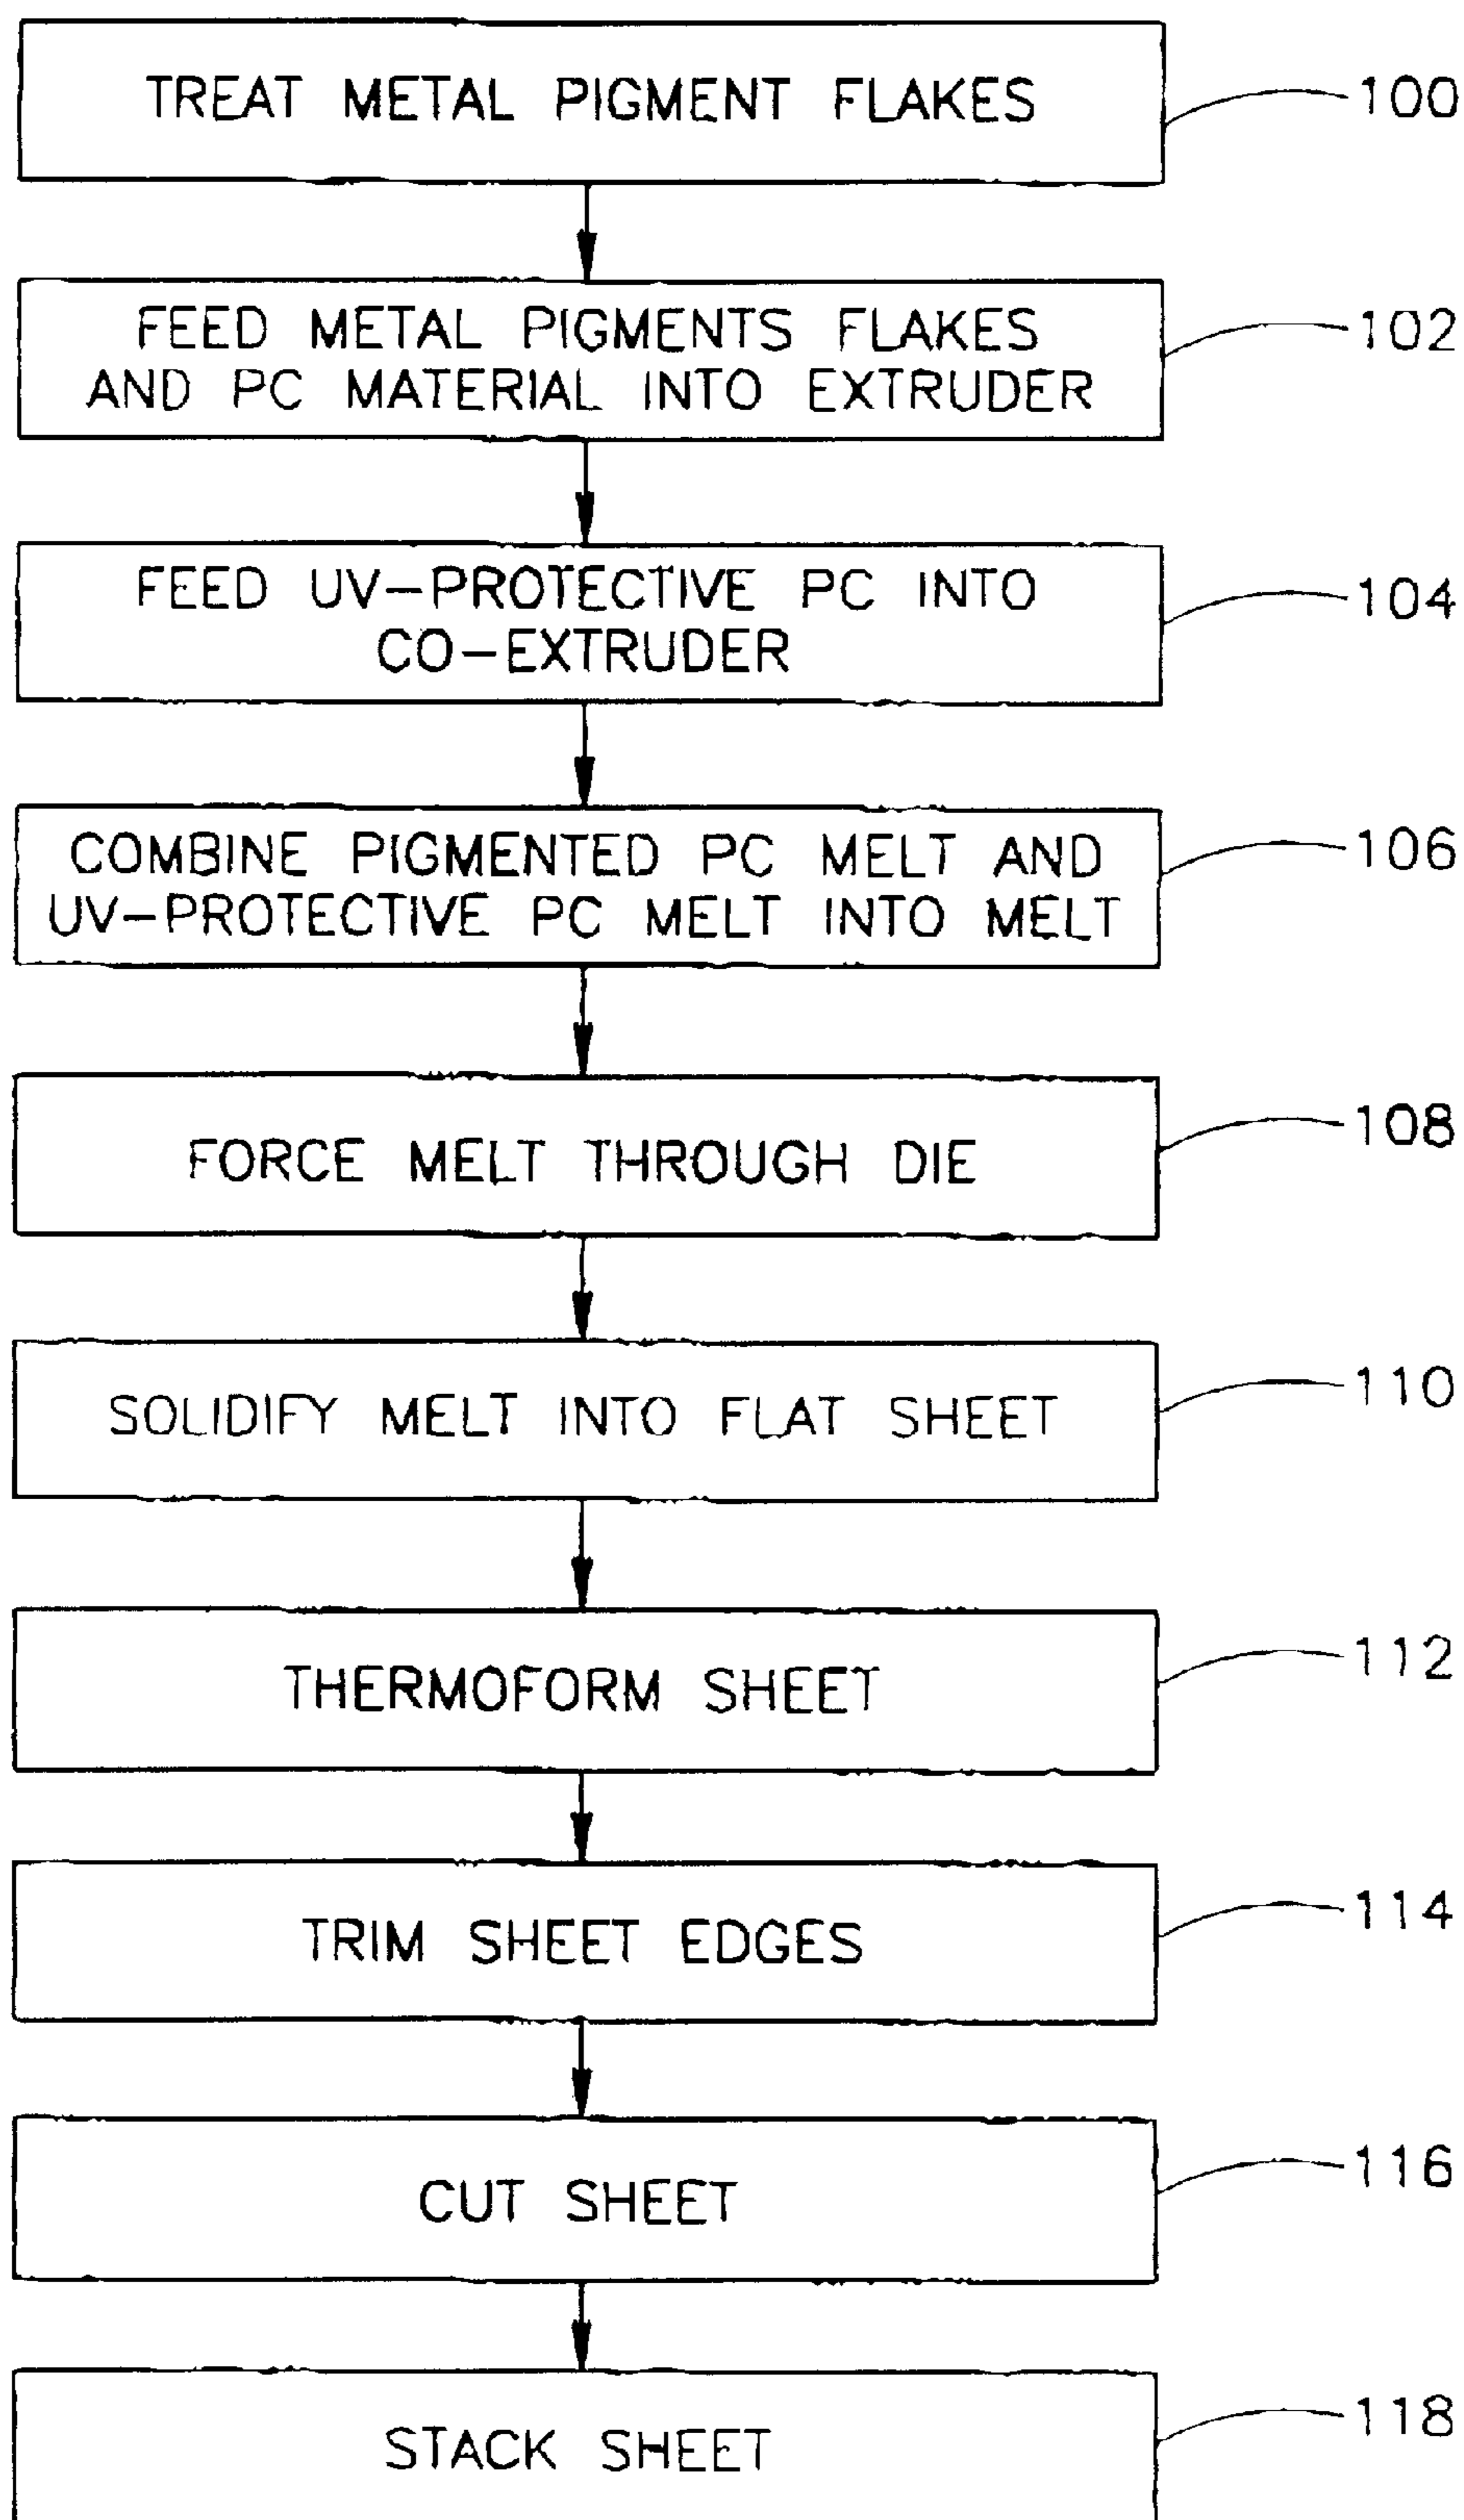 TREAT METAL PIGMENT FLAKES
100
FEED METAL PIGMENTS FLAKES
AND PC MATERIAL INTO EXTRUDER
102
FEED UV-PROTECTIVE PC INTO
CO-EXTRUDER
104
COMBINE PIGMENTED PC MELT AND
UV-PROTECTIVE PC MELT INTO MELT
106
FORCE MELT THROUGH DIE
108
SOLIDIFY MELT INTO FLAT SHEET
110
THERMOFORM SHEET
112
TRIM SHEET EDGES
114
CUT SHEET
116
STACK SHEET
118